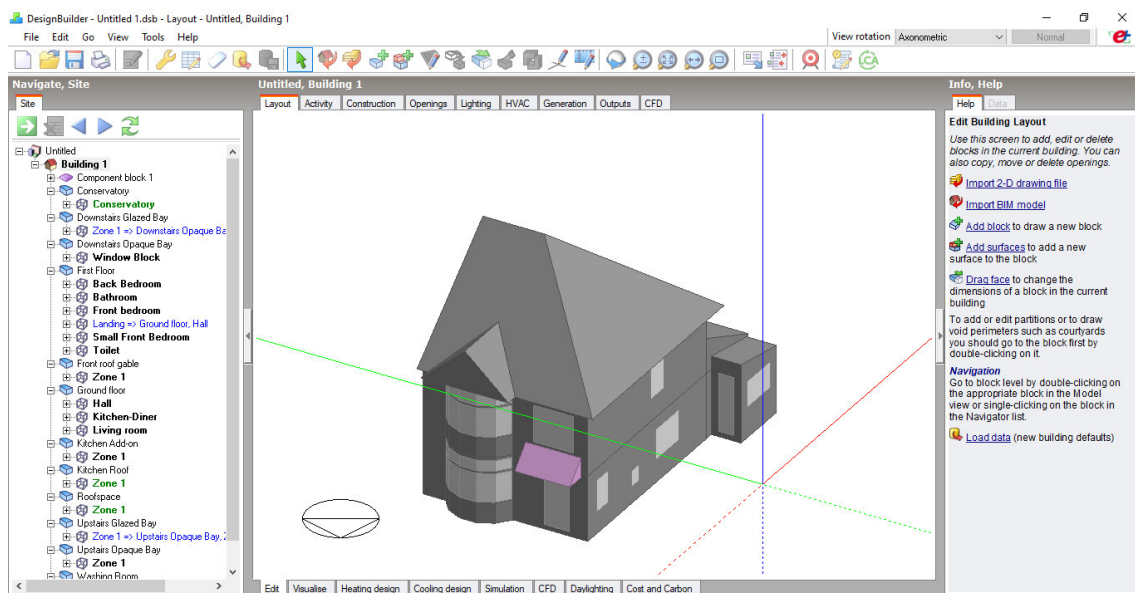 DesignBuilder - Untitled 1.dsb - Layout - Untitled, Building 1
File Edit Go View Tools Help
View rotation Axonometric Normal
Navigate, Site
Site
Untitled
Building 1
Component block 1
Conservatory
Conservatory
Downstairs Glazed Bay
Zone 1 => Downstairs Opaque Ba
Downstairs Opaque Bay
Window Block
First Floor
Back Bedroom
Bathroom
Front bedroom
Landing => Ground floor, Hall
Small Front Bedroom
Toilet
Front roof gable
Zone 1
Ground floor
Hall
Kitchen-Diner
Living room
Kitchen Add-on
Zone 1
Kitchen Roof
Zone 1
Roofspace
Zone 1
Upstairs Glazed Bay
Zone 1 => Upstairs Opaque Bay, Z
Upstairs Opaque Bay
Zone 1
Washing Room
Untitled, Building 1
Layout Activity Construction Openings Lighting HVAC Generation Outputs CFD
Edit Visualise Heating design Cooling design Simulation CFD Daylighting Cost and Carbon
Info, Help
Help Data
Edit Building Layout
Use this screen to add, edit or delete
blocks in the current building. You can
also copy, move or delete openings.
Import 2-D drawing file
Import BIM model
Add block to draw a new block
Add surfaces to add a new
surface to the block
Drag face to change the
dimensions of a block in the current
building
To add or edit partitions or to draw
void perimeters such as courtyards
you should go to the block first by
double-clicking on it.
Navigation
Go to block level by double-clicking on
the appropriate block in the Model
view or single-clicking on the block in
the Navigator list.
Load data (new building defaults)